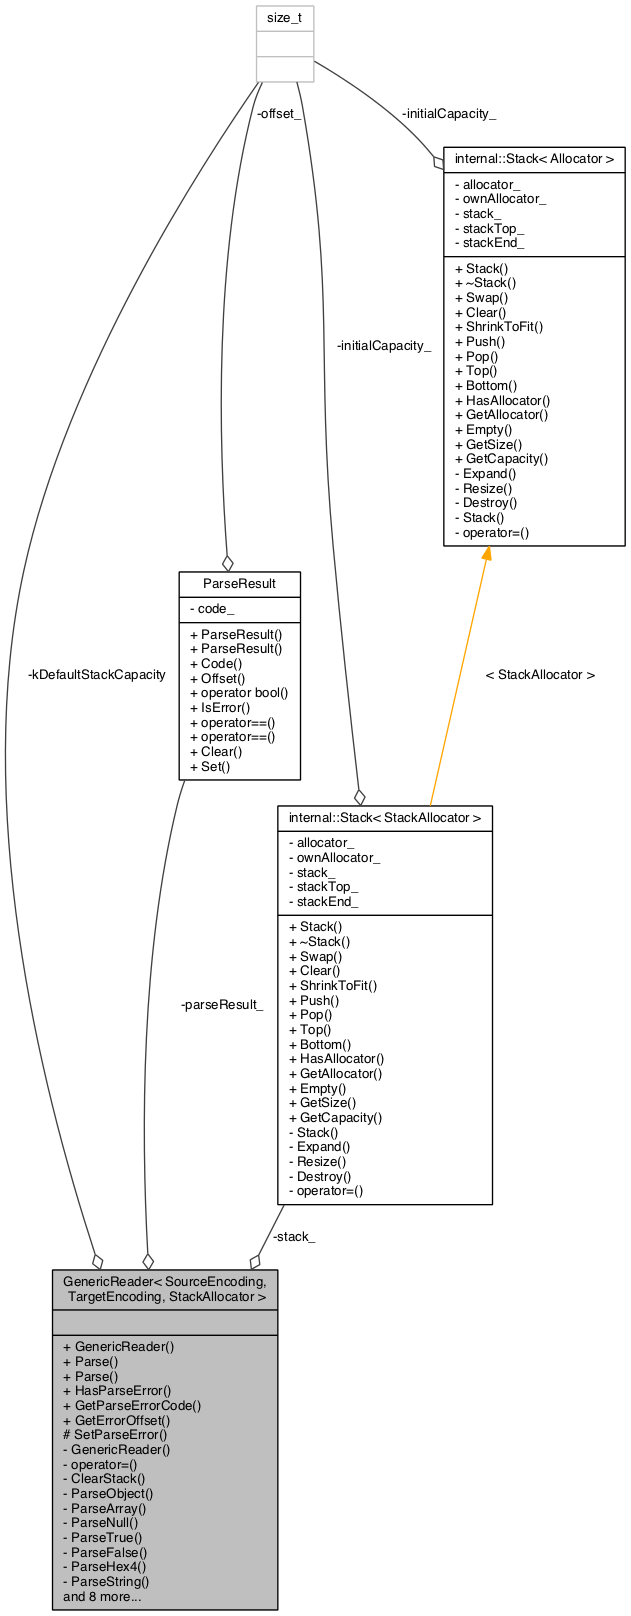 size_t
-offset_
-initialCapacity_
internal::Stack< Allocator >
- allocator_
- ownAllocator_
- stack_
- stackTop_
- stackEnd_
+ Stack()
+ ~Stack()
+ Swap()
+ Clear()
+ ShrinkToFit()
+ Push()
+ Pop()
+ Top()
+ Bottom()
+ HasAllocator()
+ GetAllocator()
+ Empty()
+ GetSize()
+ GetCapacity()
- Expand()
- Resize()
- Destroy()
- Stack()
- operator=()
-initialCapacity_
ParseResult
- code_
+ ParseResult()
+ ParseResult()
+ Code()
+ Offset()
+ operator bool()
+ IsError()
+ operator==()
+ operator==()
+ Clear()
+ Set()
-kDefaultStackCapacity
< StackAllocator >
internal::Stack< StackAllocator >
- allocator_
- ownAllocator_
- stack_
- stackTop_
- stackEnd_
+ Stack()
+ ~Stack()
+ Swap()
+ Clear()
+ ShrinkToFit()
+ Push()
+ Pop()
+ Top()
+ Bottom()
+ HasAllocator()
+ GetAllocator()
+ Empty()
+ GetSize()
+ GetCapacity()
- Stack()
- Expand()
- Resize()
- Destroy()
- operator=()
-parseResult_
-stack_
GenericReader< SourceEncoding,
TargetEncoding, StackAllocator >
+ GenericReader()
+ Parse()
+ Parse()
+ HasParseError()
+ GetParseErrorCode()
+ GetErrorOffset()
# SetParseError()
- GenericReader()
- operator=()
- ClearStack()
- ParseObject()
- ParseArray()
- ParseNull()
- ParseTrue()
- ParseFalse()
- ParseHex4()
- ParseString()
and 8 more...